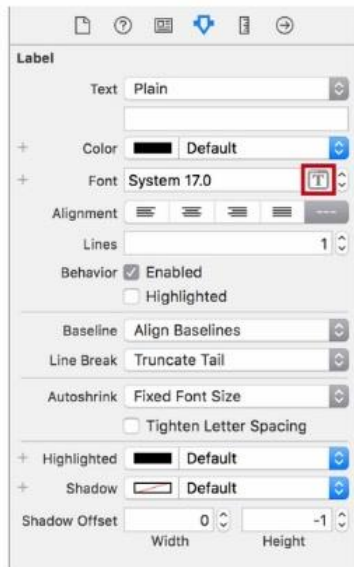 Label
Text Plain
+ Color Default
+ Font System 17.0 T
Alignment ---
Lines 1
Behavior Enabled
Highlighted
Baseline Align Baselines
Line Break Truncate Tail
Autoshrink Fixed Font Size
Tighten Letter Spacing
+ Highlighted Default
+ Shadow Default
Shadow Offset 0 -1
Width Height